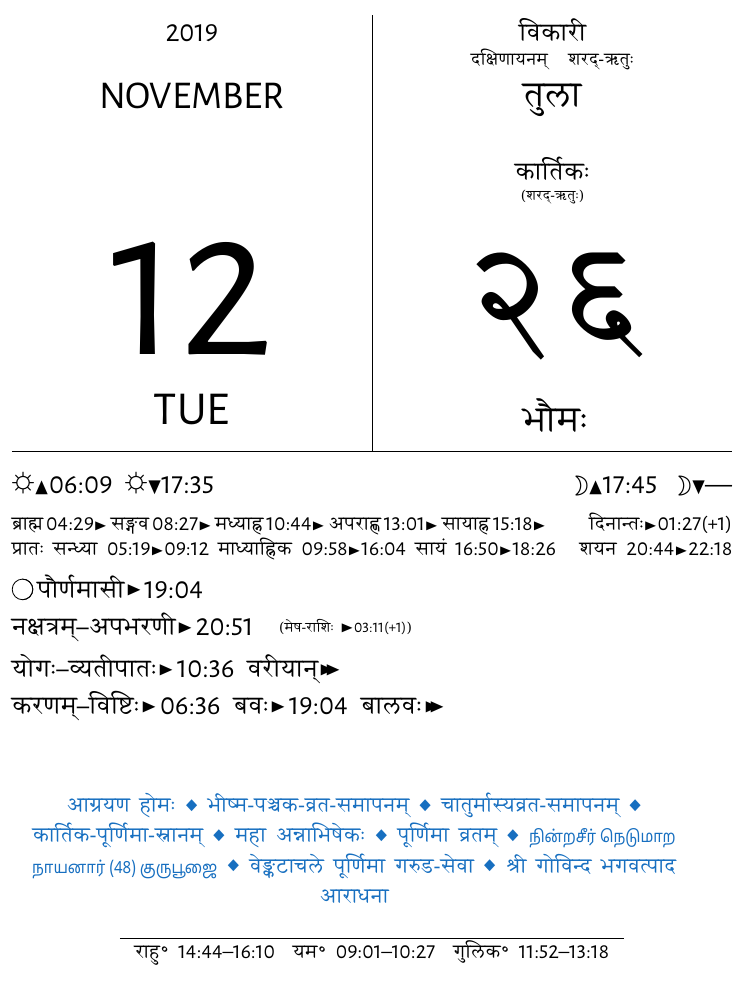 2019
NOVEMBER
12
TUE
विकारी
दक्षिणायनम् शरद्-ऋतुः
तुला
कार्तिकः
(शरद्-ऋतुः)
२६
भौमः
☼▲06:09 ☼▼17:35 ☽▲17:45 ☽▼—
ब्राह्म 04:29► सङ्गव 08:27► मध्याह्न 10:44► अपराह्ण 13:01► सायाह्न 15:18► दिनान्तः►01:27(+1)
प्रातः सन्ध्या 05:19►09:12 माध्याह्निक 09:58►16:04 सायं 16:50►18:26 शयन 20:44►22:18
○पौर्णमासी►19:04
नक्षत्रम्–अपभरणी► 20:51 (मेष-राशिः ►03:11(+1))
योगः–व्यतीपातः►10:36 वरीयान्►►
करणम्–विष्टिः►06:36 बवः►19:04 बालवः►►
आग्रयण होमः ◆ भीष्म-पञ्चक-व्रत-समापनम् ◆ चातुर्मास्यव्रत-समापनम् ◆
कार्तिक-पूर्णिमा-स्नानम् ◆ महा अन्नाभिषेकः ◆ पूर्णिमा व्रतम् ◆ நின்றசீர் நெடுமாற
நாயனார் (48) குருபூஜை ◆ वेङ्कटाचले पूर्णिमा गरुड-सेवा ◆ श्री गोविन्द भगवत्पाद
आराधना
राहु॰ 14:44–16:10 यम॰ 09:01–10:27 गुलिक॰ 11:52–13:18